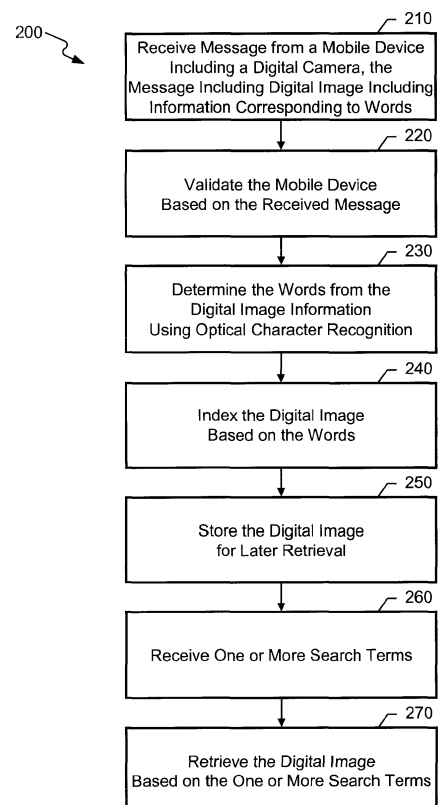 200
210
Receive Message from a Mobile Device
Including a Digital Camera, the
Message Including Digital Image Including
Information Corresponding to Words
220
Validate the Mobile Device
Based on the Received Message
230
Determine the Words from the
Digital Image Information
Using Optical Character Recognition
240
Index the Digital Image
Based on the Words
250
Store the Digital Image
for Later Retrieval
260
Receive One or More Search Terms
270
Retrieve the Digital Image
Based on the One or More Search Terms